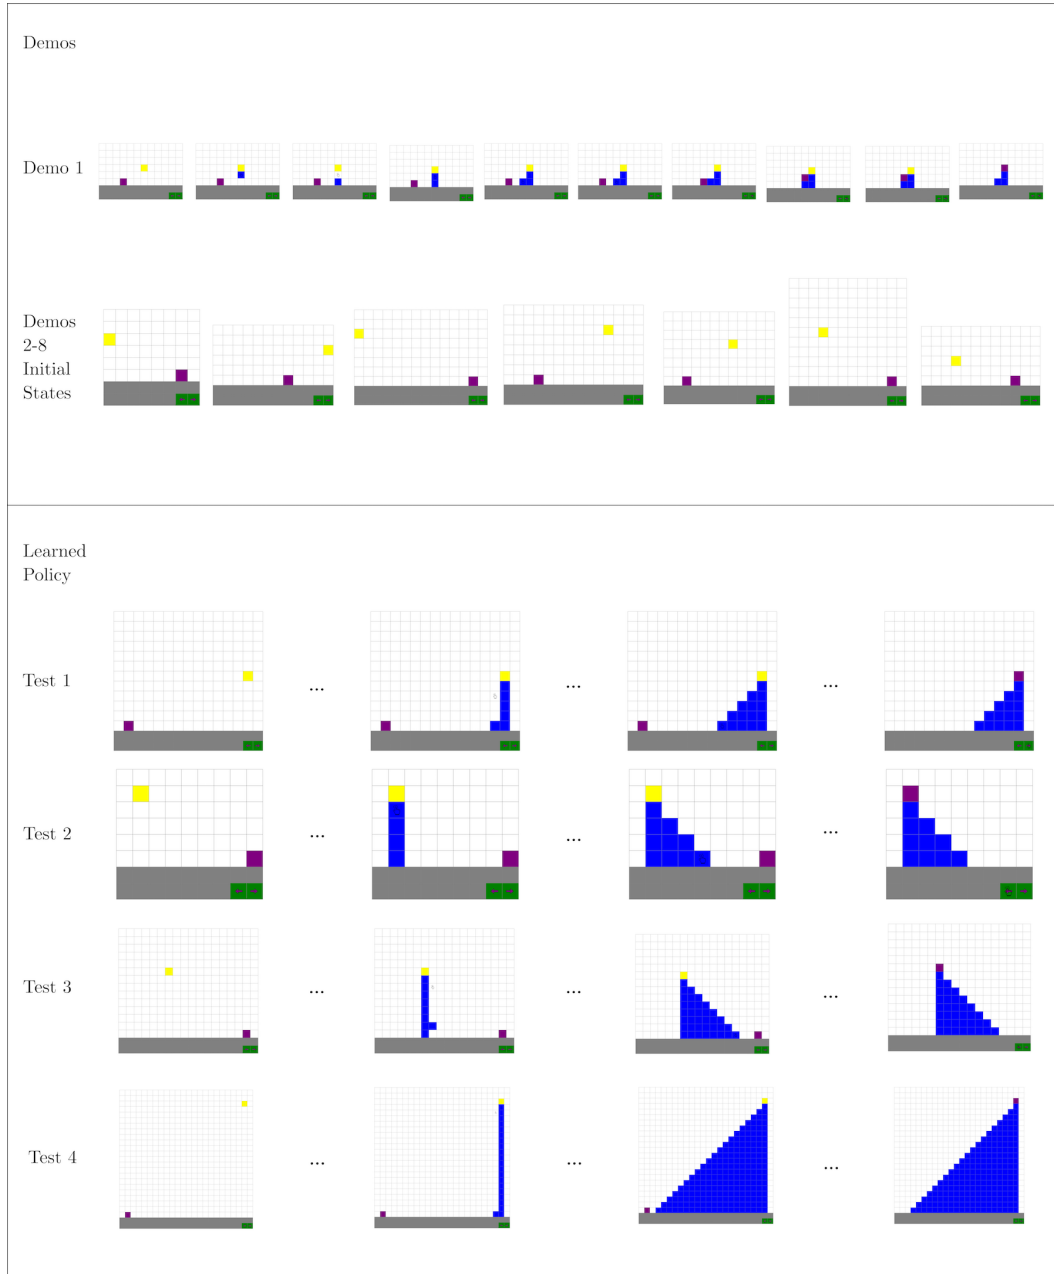 Demos
Demo 1
Demos
2-8
Initial
States
Learned
Policy
Test 1
... ... ...
Test 2
... ... ...
Test 3
... ... ...
Test 4
... ... ...